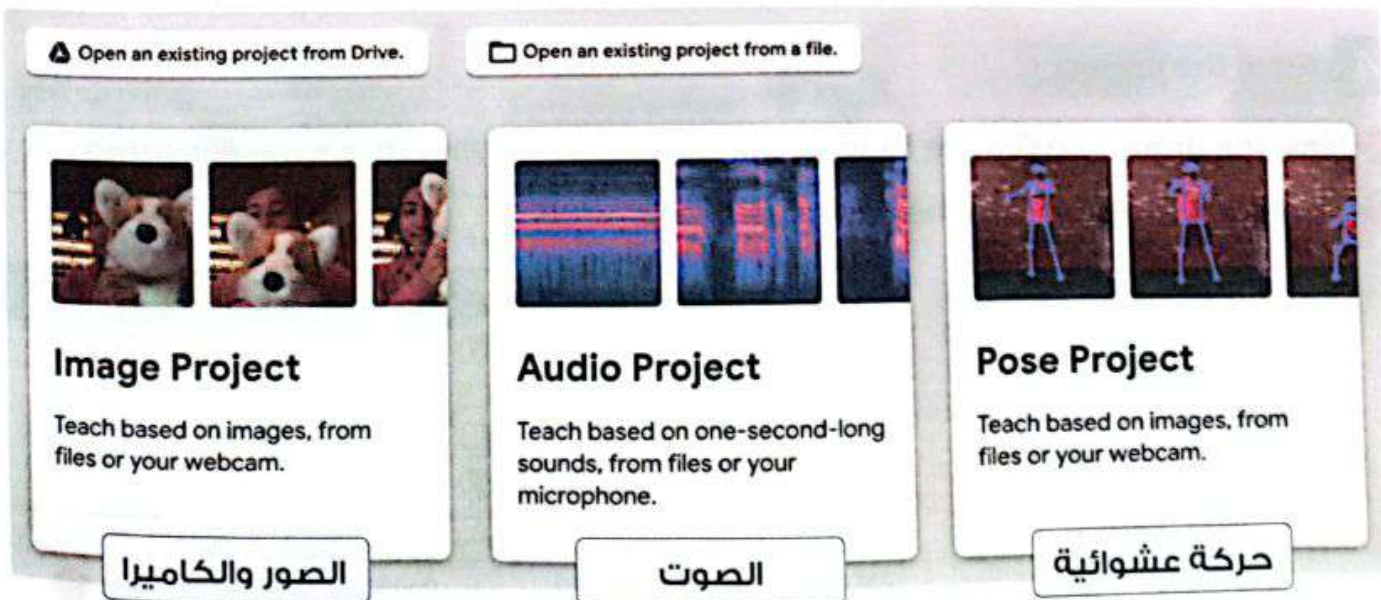 Open an existing project from Drive.
Open an existing project from a file.
Image Project
Teach based on images, from
files or your webcam.
الصور والكاميرا
Audio Project
Teach based on one-second-long
sounds, from files or your
microphone.
الصوت
Pose Project
Teach based on images, from
files or your webcam.
حركة عشوائية